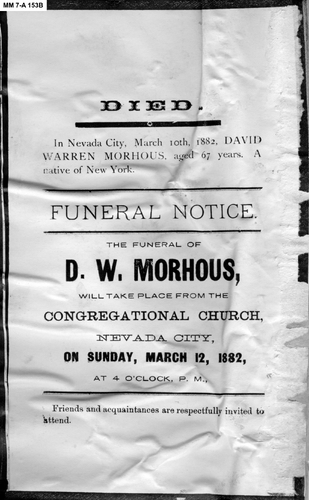 MM 7-A 153B
DIED.
In Nevada City, March 10th, 1882, DAVID
WARREN MORHOUS, aged 67 years. A
native of New York.
FUNERAL NOTICE.
THE FUNERAL OF
D. W. MORHOUS,
WILL TAKE PLACE FROM THE
CONGREGATIONAL CHURCH,
NEVADA CITY,
ON SUNDAY, MARCH 12, 1882,
AT 4 O'CLOCK, P. M.,
Friends and acquaintances are respectfully invited to
attend.